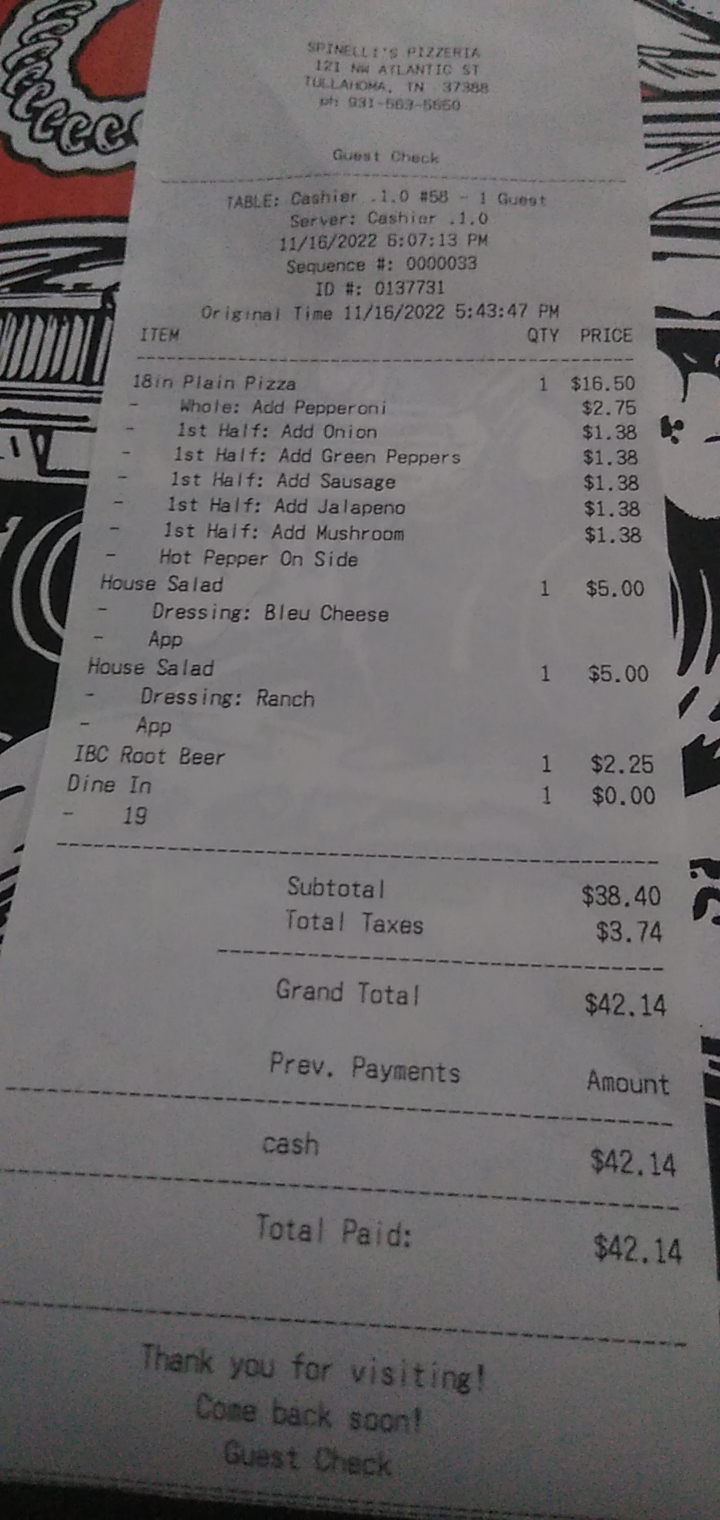 SPINELLI'S PIZZERIA
121 NW ATLANTIC ST
TULLAHOMA, TN 37388
ph 931-563-5650
Guest Check
TABLE: Cashier .1.0 #58 - 1 Guest
Server: Cashier .1.0
11/16/2022 6:07:13 PM
Sequence #: 0000033
ID #: 0137731
Original Time 11/16/2022 5:43:47 PM
ITEM QTY PRICE
18in Plain Pizza 1 $16.50
- Whole: Add Pepperoni $2.75
- 1st Half: Add Onion $1.38
- 1st Half: Add Green Peppers $1.38
- 1st Half: Add Sausage $1.38
- 1st Half: Add Jalapeno $1.38
- 1st Half: Add Mushroom $1.38
- Hot Pepper On Side
House Salad 1 $5.00
- Dressing: Bleu Cheese
- App
House Salad 1 $5.00
- Dressing: Ranch
- App
IBC Root Beer 1 $2.25
Dine In 1 $0.00
- 19
Subtotal $38.40
Total Taxes $3.74
Grand Total $42.14
Prev. Payments Amount
cash $42.14
Total Paid: $42.14
Thank you for visiting!
Come back soon!
Guest Check